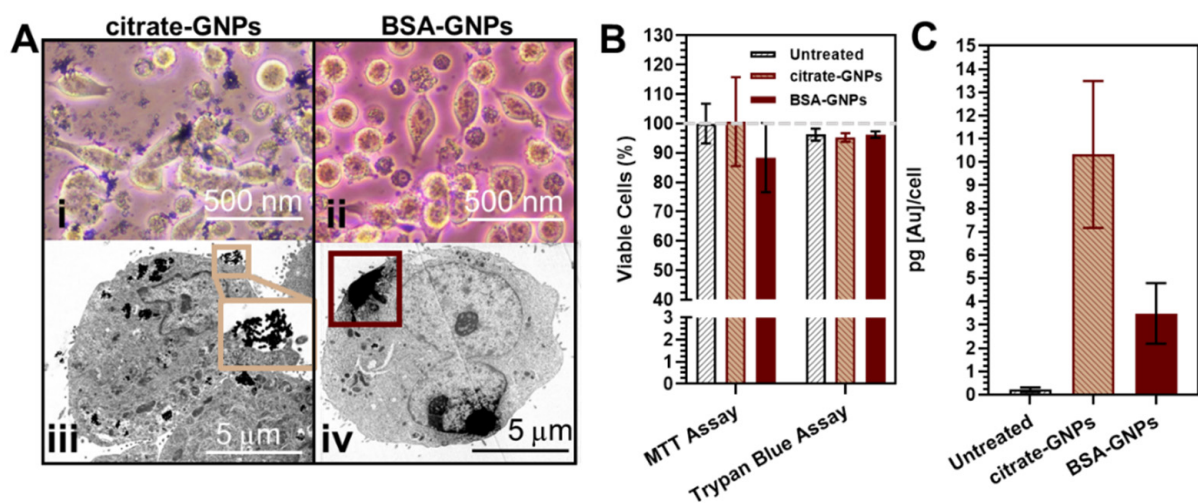 A
citrate-GNPs
BSA-GNPs
i
500 nm
ii
500 nm
iii
5 μm
iv
5 μm
B
Viable Cells (%)
130
120
110
100
90
80
70
60
50
40
3
2
1
0
Untreated
citrate-GNPs
BSA-GNPs
MTT Assay
Trypan Blue Assay
C
pg [Au]/cell
15
14
13
12
11
10
9
8
7
6
5
4
3
2
1
0
Untreated
citrate-GNPs
BSA-GNPs